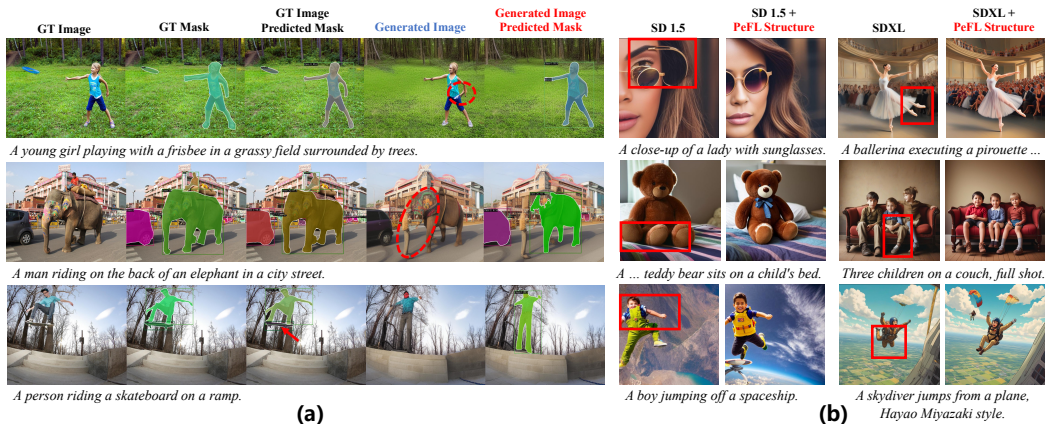 GT Image
GT Mask
GT Image
Predicted Mask
Generated Image
Generated Image
Predicted Mask
A young girl playing with a frisbee in a grassy field surrounded by trees.
A man riding on the back of an elephant in a city street.
A person riding a skateboard on a ramp.
(a)
SD 1.5
SD 1.5 +
PeFL Structure
SDXL
SDXL +
PeFL Structure
A close-up of a lady with sunglasses.
A ballerina executing a pirouette ...
A ... teddy bear sits on a child's bed.
Three children on a couch, full shot.
A boy jumping off a spaceship.
A skydiver jumps from a plane,
Hayao Miyazaki style.
(b)